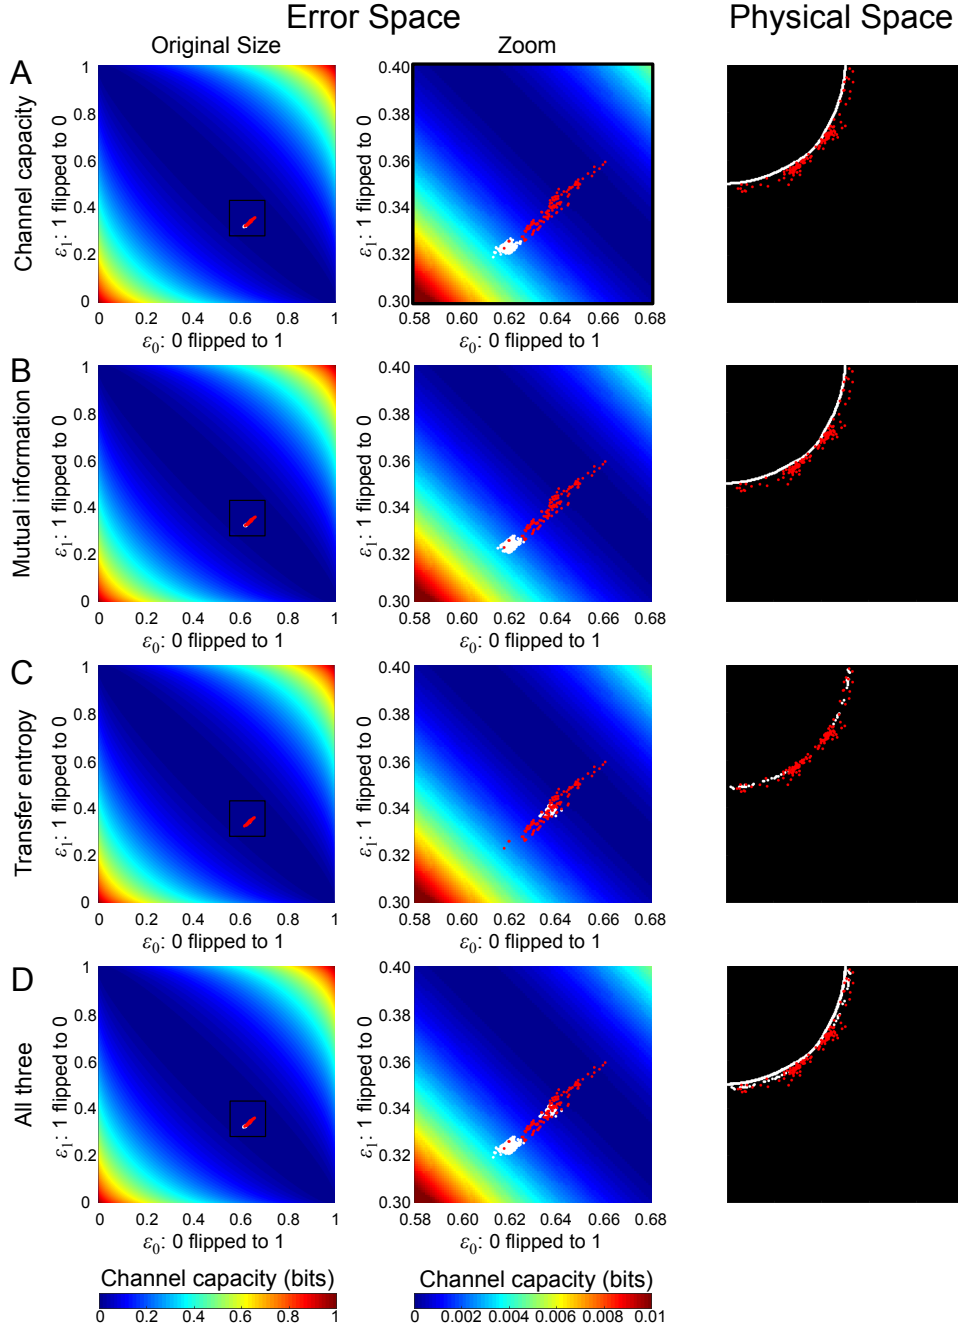 Error Space
Physical Space
Original Size
Zoom
A
Channel capacity
ε1: 1 flipped to 0
1
0.8
0.6
0.4
0.2
0
0 0.2 0.4 0.6 0.8 1
ε0: 0 flipped to 1
0.40
0.38
0.36
0.34
0.32
0.30
ε1: 1 flipped to 0
0.58 0.60 0.62 0.64 0.66 0.68
ε0: 0 flipped to 1
B
Mutual information
ε1: 1 flipped to 0
1
0.8
0.6
0.4
0.2
0
0 0.2 0.4 0.6 0.8 1
ε0: 0 flipped to 1
ε1: 1 flipped to 0
0.40
0.38
0.36
0.34
0.32
0.30
0.58 0.60 0.62 0.64 0.66 0.68
ε0: 0 flipped to 1
C
Transfer entropy
ε1: 1 flipped to 0
1
0.8
0.6
0.4
0.2
0
0 0.2 0.4 0.6 0.8 1
ε0: 0 flipped to 1
ε1: 1 flipped to 0
0.40
0.38
0.36
0.34
0.32
0.30
0.58 0.60 0.62 0.64 0.66 0.68
ε0: 0 flipped to 1
D
All three
ε1: 1 flipped to 0
1
0.8
0.6
0.4
0.2
0
0 0.2 0.4 0.6 0.8 1
ε0: 0 flipped to 1
ε1: 1 flipped to 0
0.40
0.38
0.36
0.34
0.32
0.30
0.58 0.60 0.62 0.64 0.66 0.68
ε0: 0 flipped to 1
Channel capacity (bits)
0 0.2 0.4 0.6 0.8 1
Channel capacity (bits)
0 0.002 0.006 0.008 0.01